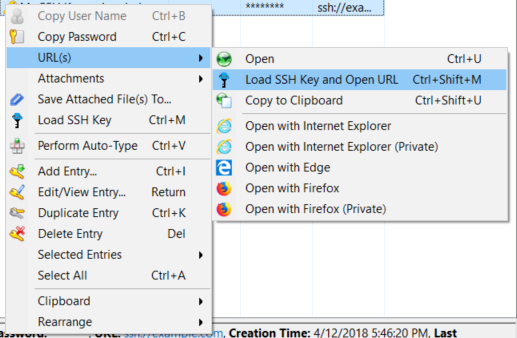 ******** ssh://exa...
Copy User Name Ctrl+B
Copy Password Ctrl+C
URL(s)
Attachments
Save Attached File(s) To...
Load SSH Key Ctrl+M
Perform Auto-Type Ctrl+V
Add Entry... Ctrl+I
Edit/View Entry... Return
Duplicate Entry Ctrl+K
Delete Entry Del
Selected Entries
Select All Ctrl+A
Clipboard
Rearrange
Open Ctrl+U
Load SSH Key and Open URL Ctrl+Shift+M
Copy to Clipboard Ctrl+Shift+U
Open with Internet Explorer
Open with Internet Explorer (Private)
Open with Edge
Open with Firefox
Open with Firefox (Private)
URL: ssh://example.com, Creation Time: 4/12/2018 5:46:20 PM, Last